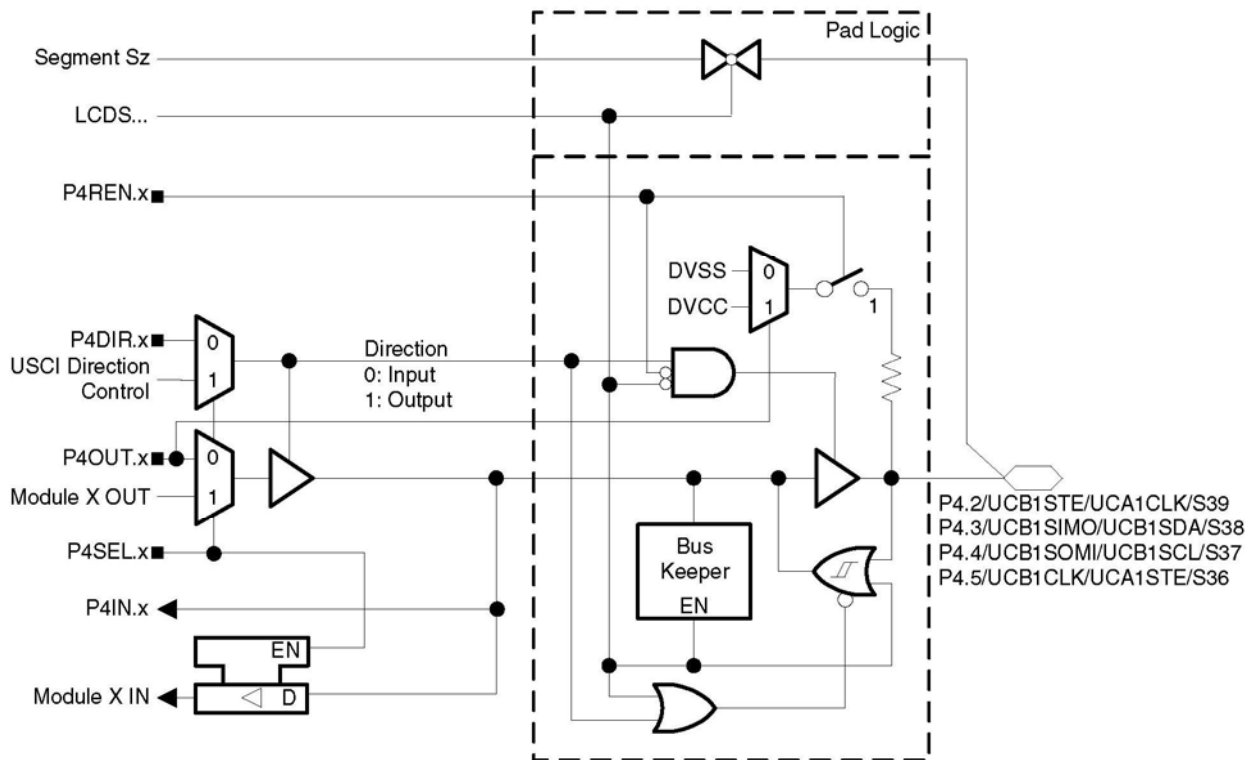 Pad Logic
Segment Sz
LCDS...
P4REN.x
DVSS
0
DVCC
1
1
P4DIR.x
0
USCI Direction
Control
1
Direction
0: Input
1: Output
P4OUT.x
0
Module X OUT
1
P4SEL.x
Bus
Keeper
EN
P4.2/UCB1STE/UCA1CLK/S39
P4.3/UCB1SIMO/UCB1SDA/S38
P4.4/UCB1SOMI/UCB1SCL/S37
P4.5/UCB1CLK/UCA1STE/S36
P4IN.x
EN
Module X IN
D